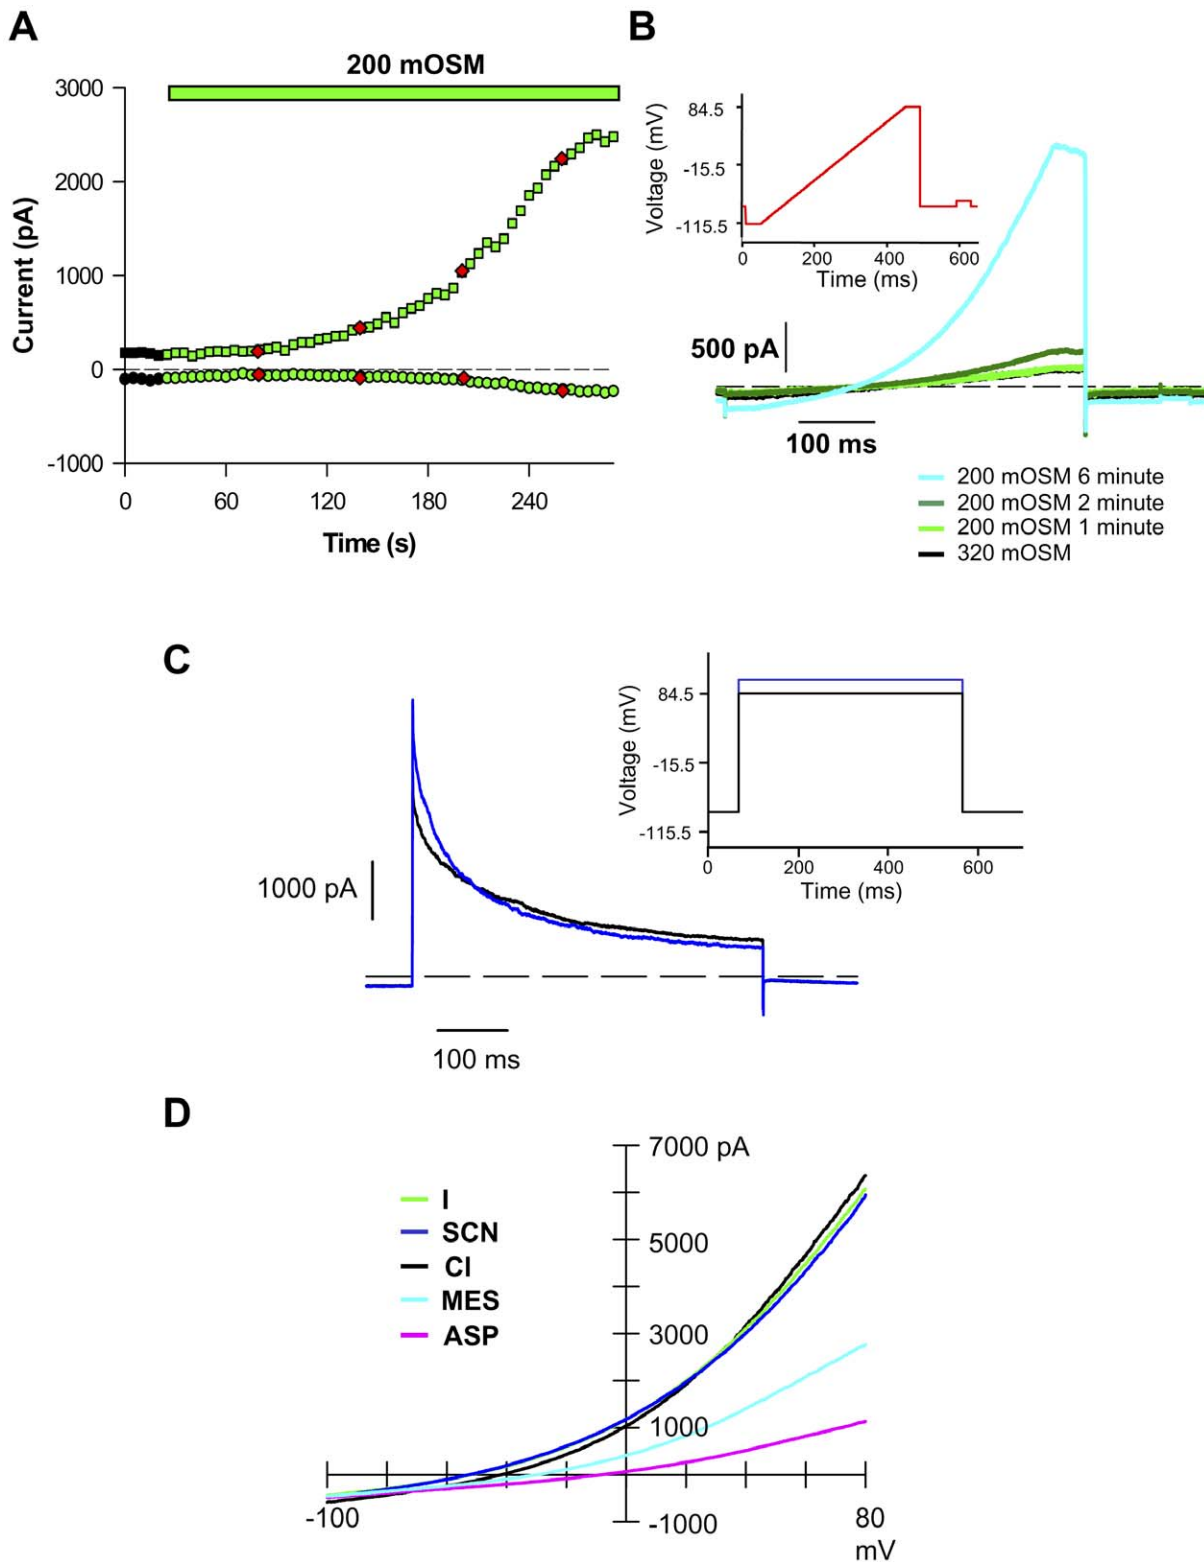 A
200 mOSM
3000
2000
1000
0
-1000
Current (pA)
0
60
120
180
240
Time (s)
B
84.5
-15.5
-115.5
Voltage (mV)
0
200
400
600
Time (ms)
500 pA
100 ms
200 mOSM 6 minute
200 mOSM 2 minute
200 mOSM 1 minute
320 mOSM
C
1000 pA
100 ms
84.5
-15.5
-115.5
Voltage (mV)
0
200
400
600
Time (ms)
D
I
SCN
Cl
MES
ASP
7000 pA
5000
3000
1000
-1000
-100
80
mV